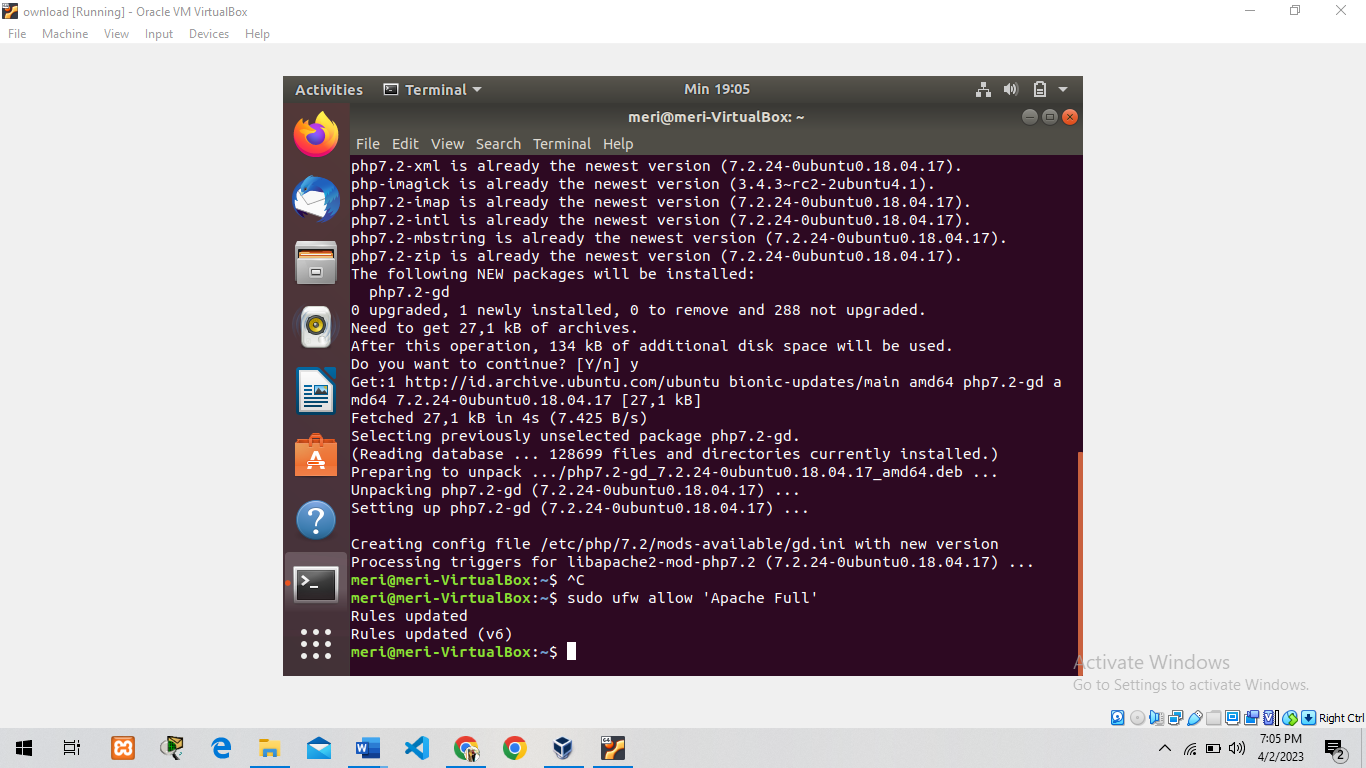 ownload [Running] - Oracle VM VirtualBox
File Machine View Input Devices Help
Activities Terminal Min 19:05
meri@meri-VirtualBox: ~
File Edit View Search Terminal Help
php7.2-xml is already the newest version (7.2.24-0ubuntu0.18.04.17).
php-imagick is already the newest version (3.4.3~rc2-2ubuntu4.1).
php7.2-imap is already the newest version (7.2.24-0ubuntu0.18.04.17).
php7.2-intl is already the newest version (7.2.24-0ubuntu0.18.04.17).
php7.2-mbstring is already the newest version (7.2.24-0ubuntu0.18.04.17).
php7.2-zip is already the newest version (7.2.24-0ubuntu0.18.04.17).
The following NEW packages will be installed:
  php7.2-gd
0 upgraded, 1 newly installed, 0 to remove and 288 not upgraded.
Need to get 27,1 kB of archives.
After this operation, 134 kB of additional disk space will be used.
Do you want to continue? [Y/n] y
Get:1 http://id.archive.ubuntu.com/ubuntu bionic-updates/main amd64 php7.2-gd a
md64 7.2.24-0ubuntu0.18.04.17 [27,1 kB]
Fetched 27,1 kB in 4s (7.425 B/s)
Selecting previously unselected package php7.2-gd.
(Reading database ... 128699 files and directories currently installed.)
Preparing to unpack .../php7.2-gd_7.2.24-0ubuntu0.18.04.17_amd64.deb ...
Unpacking php7.2-gd (7.2.24-0ubuntu0.18.04.17) ...
Setting up php7.2-gd (7.2.24-0ubuntu0.18.04.17) ...
Creating config file /etc/php/7.2/mods-available/gd.ini with new version
Processing triggers for libapache2-mod-php7.2 (7.2.24-0ubuntu0.18.04.17) ...
meri@meri-VirtualBox:~$ ^C
meri@meri-VirtualBox:~$ sudo ufw allow 'Apache Full'
Rules updated
Rules updated (v6)
meri@meri-VirtualBox:~$
Activate Windows
Go to Settings to activate Windows.
Right Ctrl
7:05 PM
4/2/2023
2